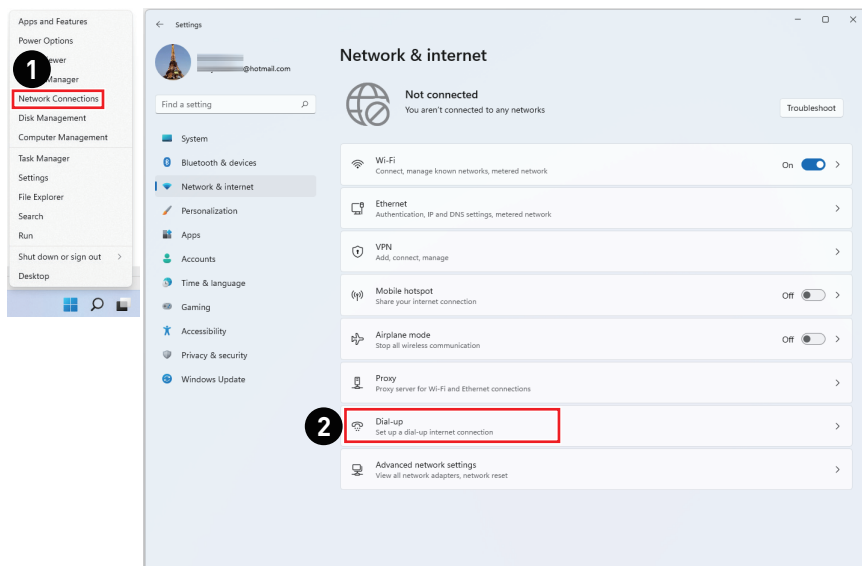 Apps and Features
Power Options
ewer
1
Manager
Network Connections
Disk Management
Computer Management
Task Manager
Settings
File Explorer
Search
Run
Shut down or sign out
Desktop
Settings
@hotmail.com
Find a setting
System
Bluetooth & devices
Network & internet
Personalization
Apps
Accounts
Time & language
Gaming
Accessibility
Privacy & security
Windows Update
Network & internet
Not connected
You aren't connected to any networks
Troubleshoot
Wi-Fi
Connect, manage known networks, metered network
On
Ethernet
Authentication, IP and DNS settings, metered network
VPN
Add, connect, manage
Mobile hotspot
Share your internet connection
Off
Airplane mode
Stop all wireless communication
Off
Proxy
Proxy server for Wi-Fi and Ethernet connections
2
Dial-up
Set up a dial-up internet connection
Advanced network settings
View all network adapters, network reset